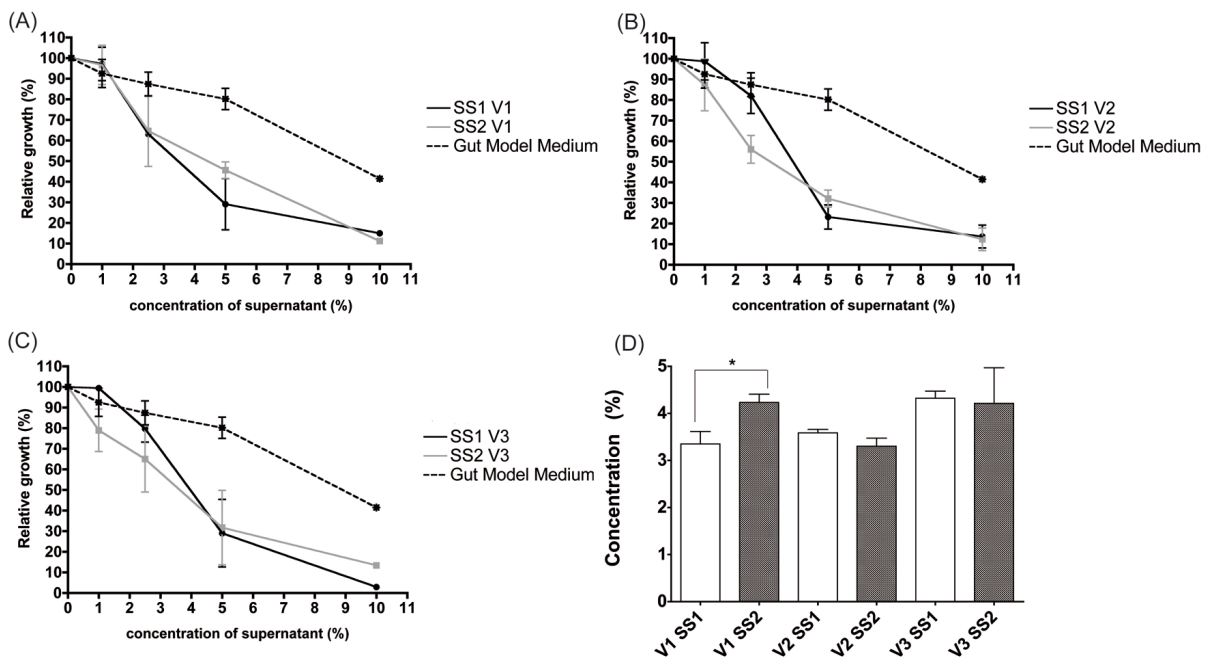 (A)
110
100
90
80
70
60
50
40
30
20
10
0
Relative growth (%)
0 1 2 3 4 5 6 7 8 9 10 11
concentration of supernatant (%)
SS1 V1
SS2 V1
Gut Model Medium
(B)
110
100
90
80
70
60
50
40
30
20
10
0
Relative growth (%)
0 1 2 3 4 5 6 7 8 9 10 11
concentration of supernatant (%)
SS1 V2
SS2 V2
Gut Model Medium
(C)
110
100
90
80
70
60
50
40
30
20
10
0
Relative growth (%)
0 1 2 3 4 5 6 7 8 9 10 11
concentration of supernatant (%)
SS1 V3
SS2 V3
Gut Model Medium
(D)
5
4
3
2
1
0
Concentration (%)
*
V1 SS1
V1 SS2
V2 SS1
V2 SS2
V3 SS1
V3 SS2